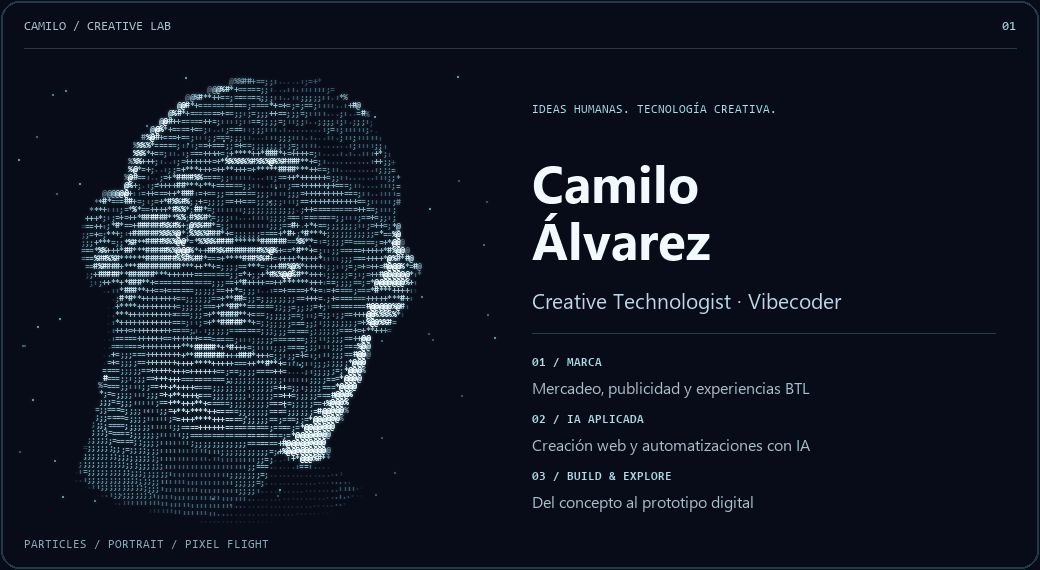 CAMILO / CREATIVE LAB
01
IDEAS HUMANAS. TECNOLOGÍA CREATIVA.
Camilo
Álvarez
Creative Technologist · Vibecoder
01 / MARCA
Mercadeo, publicidad y experiencias BTL
02 / IA APLICADA
Creación web y automatizaciones con IA
03 / BUILD & EXPLORE
Del concepto al prototipo digital
PARTICLES / PORTRAIT / PIXEL FLIGHT